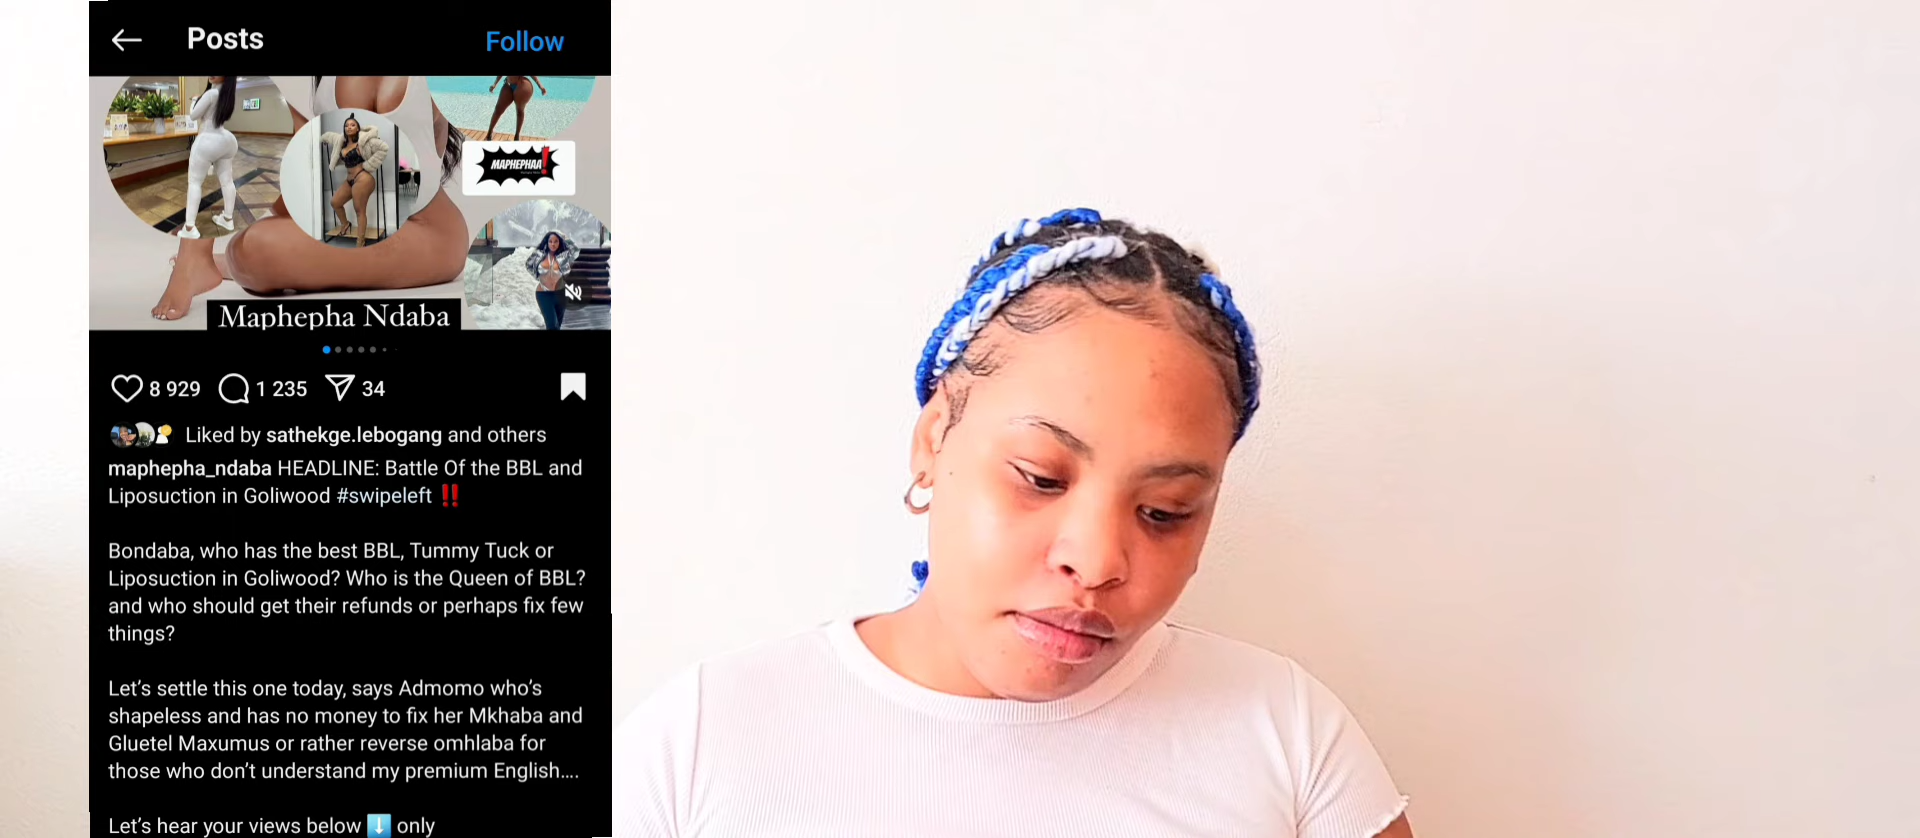 Posts
Follow
MAPHEPHAA!
Maphepha Ndaba
8 929
1 235
34
Liked by sathekge.lebogang and others
maphepha_ndaba HEADLINE: Battle Of the BBL and
Liposuction in Goliwood #swipeleft ‼️
Bondaba, who has the best BBL, Tummy Tuck or
Liposuction in Goliwood? Who is the Queen of BBL?
and who should get their refunds or perhaps fix few
things?
Let’s settle this one today, says Admomo who’s
shapeless and has no money to fix her Mkhaba and
Gluetel Maxumus or rather reverse omhlaba for
those who don’t understand my premium English....
Let’s hear your views below ⬇️ only